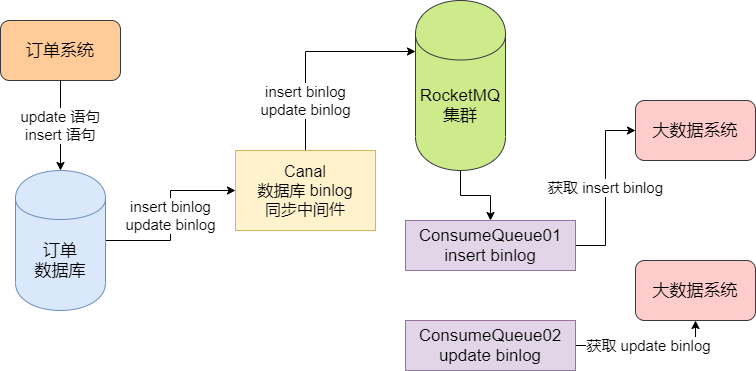 订单系统
update 语句
insert 语句
订单
数据库
insert binlog
update binlog
Canal
数据库 binlog
同步中间件
insert binlog
update binlog
RocketMQ
集群
ConsumeQueue01
insert binlog
获取 insert binlog
大数据系统
ConsumeQueue02
update binlog
获取 update binlog
大数据系统